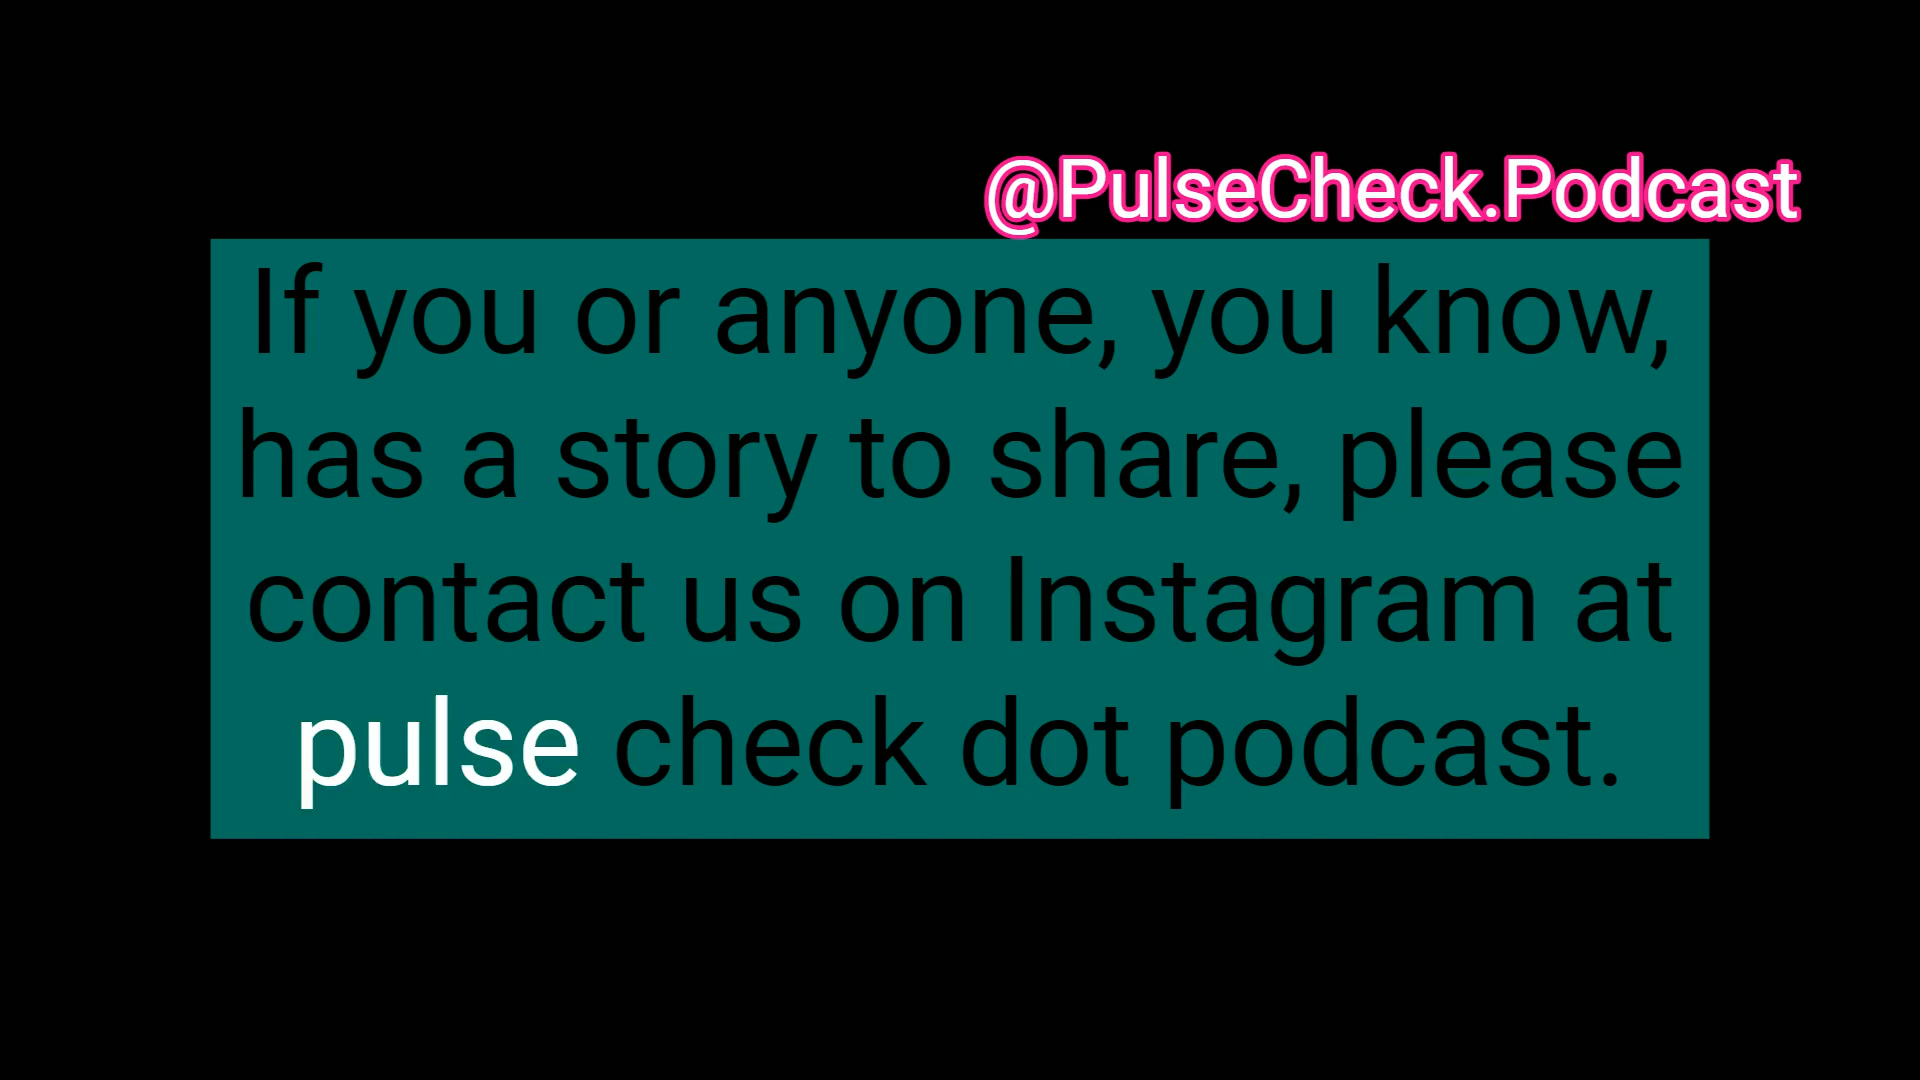 @PulseCheck.Podcast
If you or anyone, you know,
has a story to share, please
contact us on Instagram at
pulse check dot podcast.